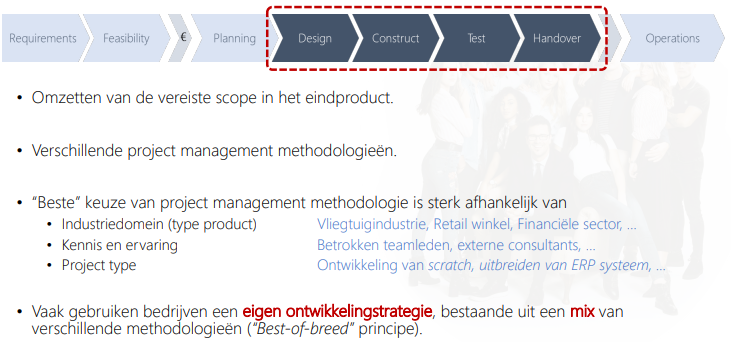 Requirements Feasibility € Planning Design Construct Test Handover Operations
• Omzetten van de vereiste scope in het eindproduct.
• Verschillende project management methodologieën.
• “Beste” keuze van project management methodologie is sterk afhankelijk van
• Industriedomein (type product) Vliegtuigindustrie, Retail winkel, Financiële sector, ...
• Kennis en ervaring Betrokken teamleden, externe consultants, ...
• Project type Ontwikkeling van scratch, uitbreiden van ERP systeem, ...
• Vaak gebruiken bedrijven een eigen ontwikkelingstrategie, bestaande uit een mix van
verschillende methodologieën (“Best-of-breed” principe).